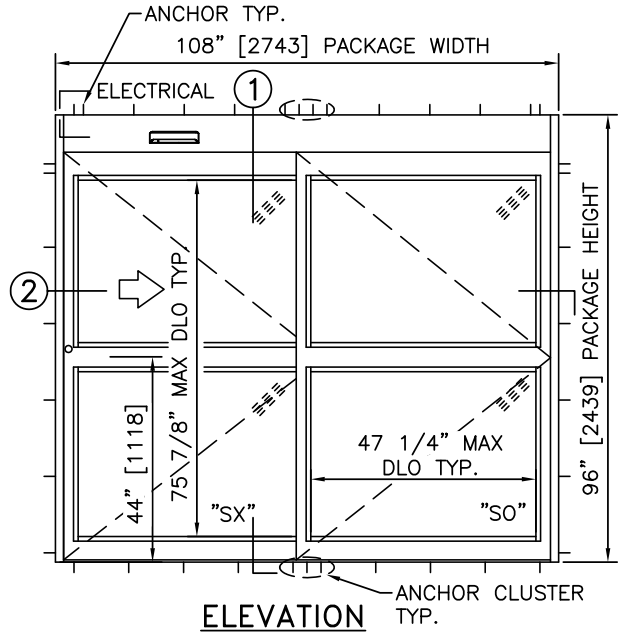 ANCHOR TYP.
108" [2743] PACKAGE WIDTH
ELECTRICAL
1
2
75 7/8" MAX DLO TYP.
96" [2439] PACKAGE HEIGHT
44" [1118]
47 1/4" MAX
DLO TYP.
"SX"
"SO"
ANCHOR CLUSTER
TYP.
ELEVATION